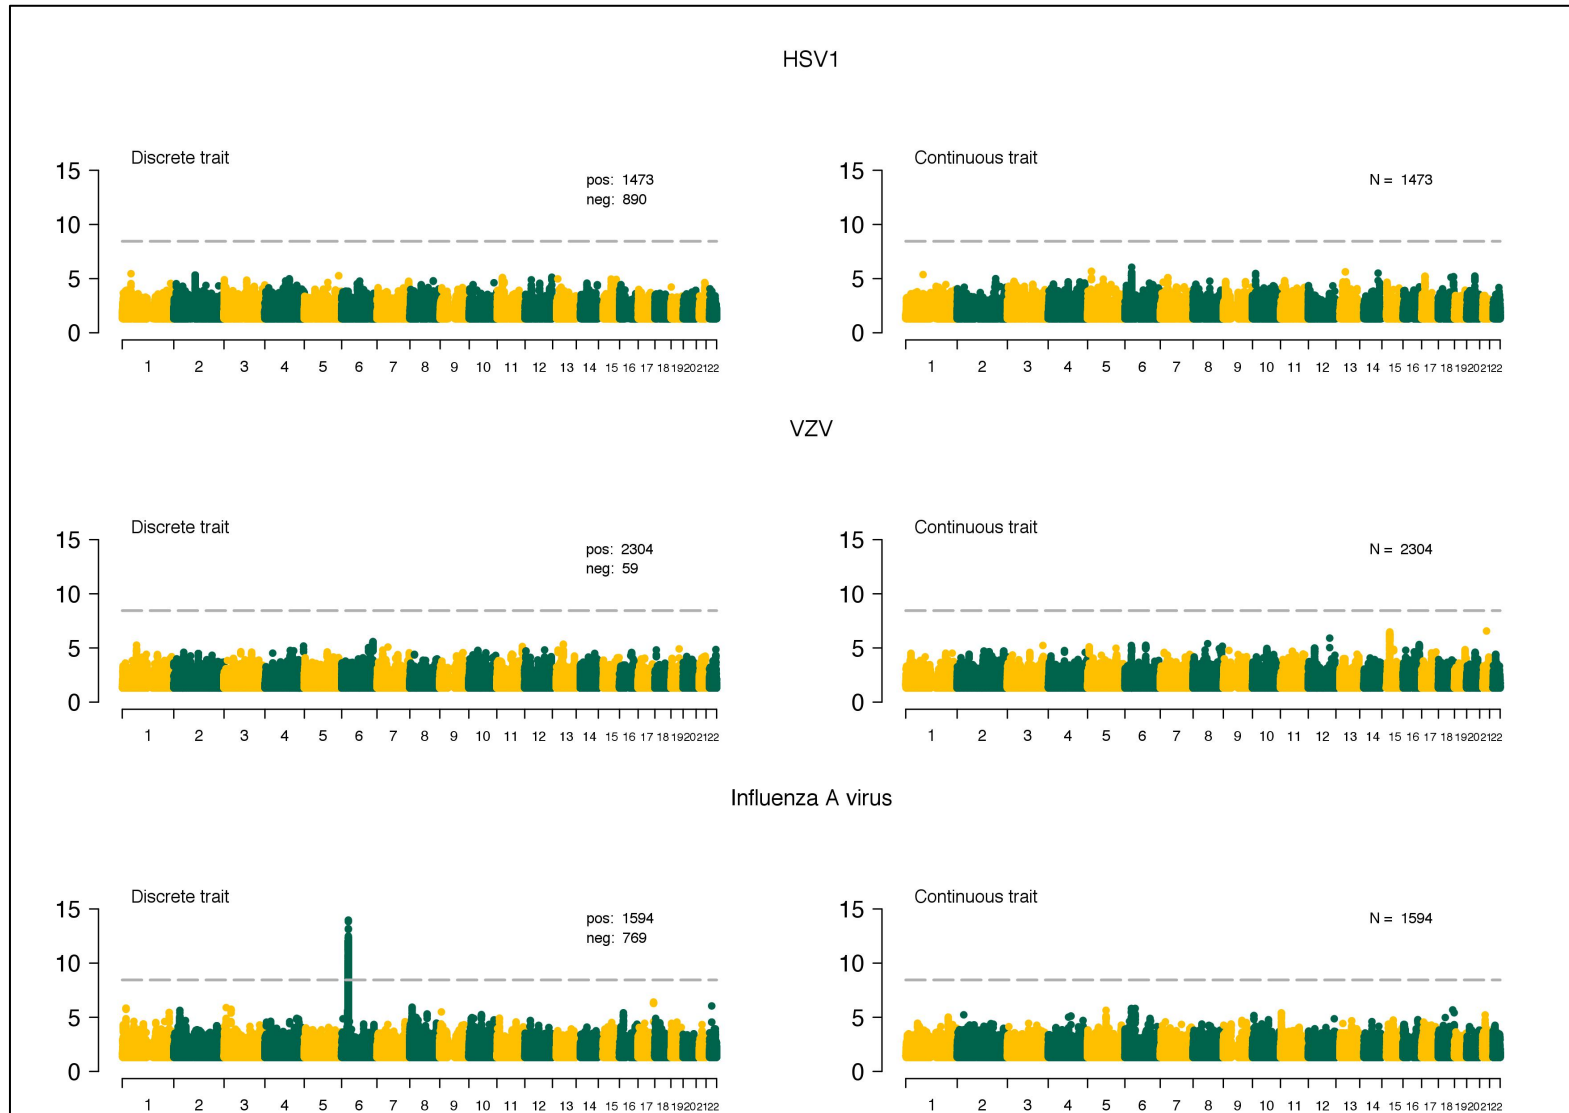 HSV1
Discrete trait
pos: 1473
neg: 890
15
10
5
0
1 2 3 4 5 6 7 8 9 10 11 12 13 14 15 16 17 18 19 20 21 22
Continuous trait
N = 1473
15
10
5
0
1 2 3 4 5 6 7 8 9 10 11 12 13 14 15 16 17 18 19 20 21 22
VZV
Discrete trait
pos: 2304
neg: 59
15
10
5
0
1 2 3 4 5 6 7 8 9 10 11 12 13 14 15 16 17 18 19 20 21 22
Continuous trait
N = 2304
15
10
5
0
1 2 3 4 5 6 7 8 9 10 11 12 13 14 15 16 17 18 19 20 21 22
Influenza A virus
Discrete trait
pos: 1594
neg: 769
15
10
5
0
1 2 3 4 5 6 7 8 9 10 11 12 13 14 15 16 17 18 19 20 21 22
Continuous trait
N = 1594
15
10
5
0
1 2 3 4 5 6 7 8 9 10 11 12 13 14 15 16 17 18 19 20 21 22